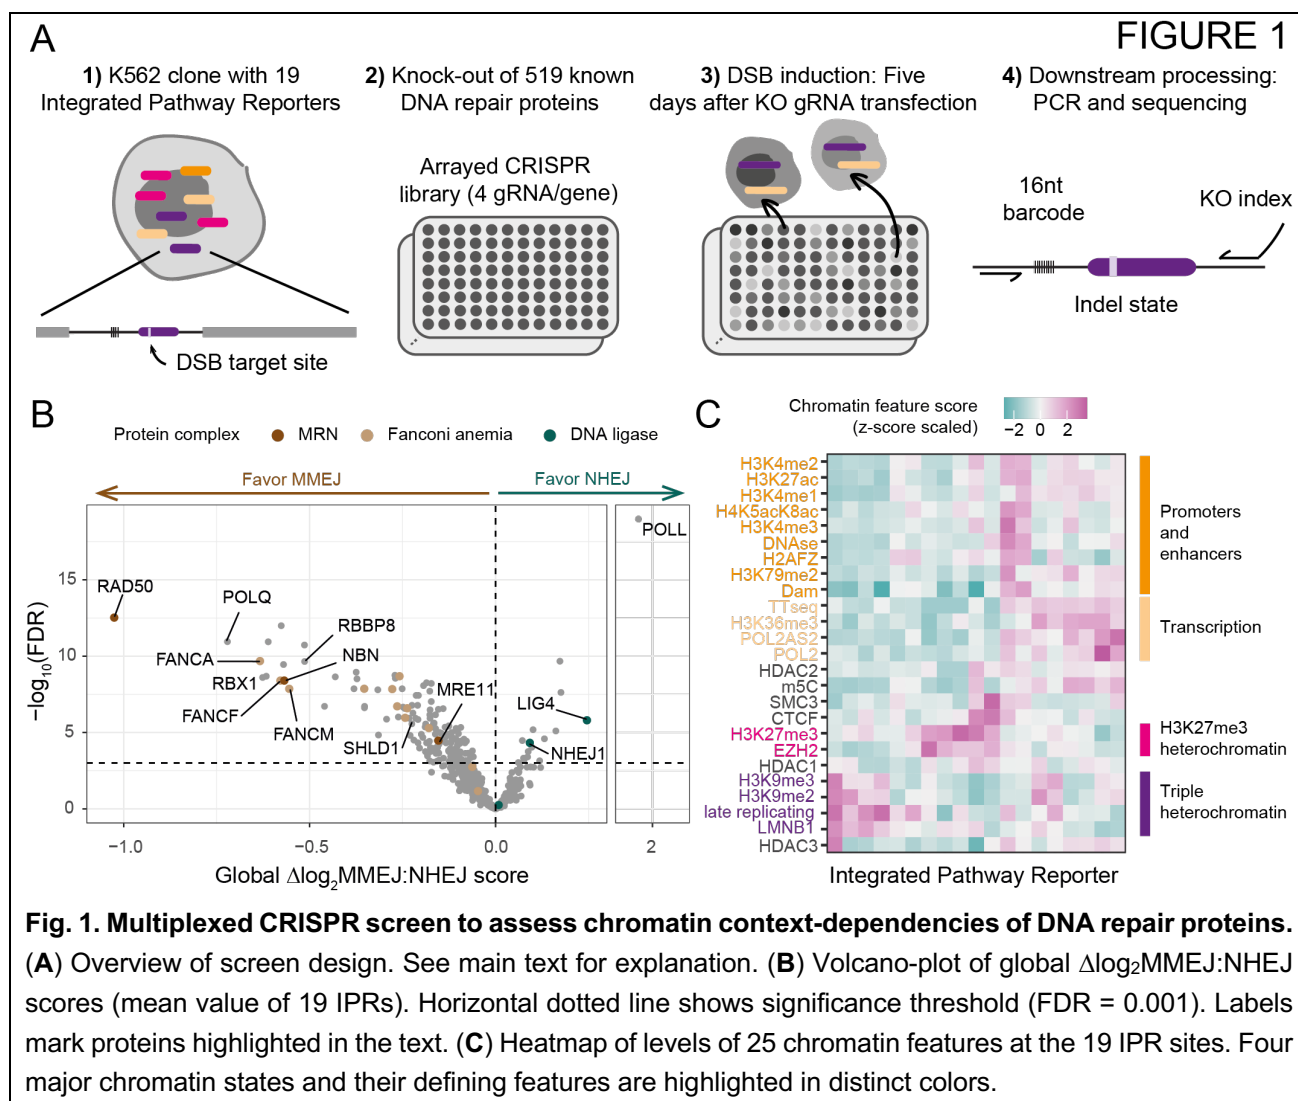 FIGURE 1
A
1) K562 clone with 19
Integrated Pathway Reporters
DSB target site
2) Knock-out of 519 known
DNA repair proteins
Arrayed CRISPR
library (4 gRNA/gene)
3) DSB induction: Five
days after KO gRNA transfection
4) Downstream processing:
PCR and sequencing
16nt
barcode
KO index
Indel state
B
Protein complex
MRN
Fanconi anemia
DNA ligase
Favor MMEJ
Favor NHEJ
POLL
RAD50
POLQ
RBBP8
FANCA
NBN
RBX1
MRE11
FANCF
LIG4
FANCM
SHLD1
NHEJ1
15
10
5
0
−log10(FDR)
−1.0
−0.5
0.0
2
Global Δlog2MMEJ:NHEJ score
C
Chromatin feature score
(z-score scaled)
−2 0 2
H3K4me2
H3K27ac
H3K4me1
H4K5acK8ac
H3K4me3
DNAse
H2AFZ
H3K79me2
Dam
TTseq
H3K36me3
POL2AS2
POL2
HDAC2
m5C
SMC3
CTCF
H3K27me3
EZH2
HDAC1
H3K9me3
H3K9me2
late replicating
LMNB1
HDAC3
Promoters
and
enhancers
Transcription
H3K27me3
heterochromatin
Triple
heterochromatin
Integrated Pathway Reporter
Fig. 1. Multiplexed CRISPR screen to assess chromatin context-dependencies of DNA repair proteins.
(A) Overview of screen design. See main text for explanation. (B) Volcano-plot of global Δlog2MMEJ:NHEJ
scores (mean value of 19 IPRs). Horizontal dotted line shows significance threshold (FDR = 0.001). Labels
mark proteins highlighted in the text. (C) Heatmap of levels of 25 chromatin features at the 19 IPR sites. Four
major chromatin states and their defining features are highlighted in distinct colors.